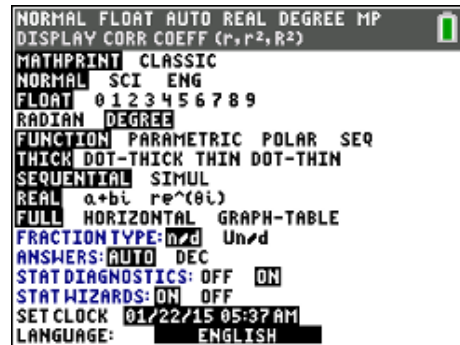 NORMAL FLOAT AUTO REAL DEGREE MP
DISPLAY CORR COEFF (r,r²,R²)
MATHPRINT CLASSIC
NORMAL SCI ENG
FLOAT 0 1 2 3 4 5 6 7 8 9
RADIAN DEGREE
FUNCTION PARAMETRIC POLAR SEQ
THICK DOT-THICK THIN DOT-THIN
SEQUENTIAL SIMUL
REAL a+bi re^(θi)
FULL HORIZONTAL GRAPH-TABLE
FRACTION TYPE: n/d Un/d
ANSWERS: AUTO DEC
STAT DIAGNOSTICS: OFF ON
STAT WIZARDS: ON OFF
SET CLOCK 01/22/15 05:37 AM
LANGUAGE: ENGLISH